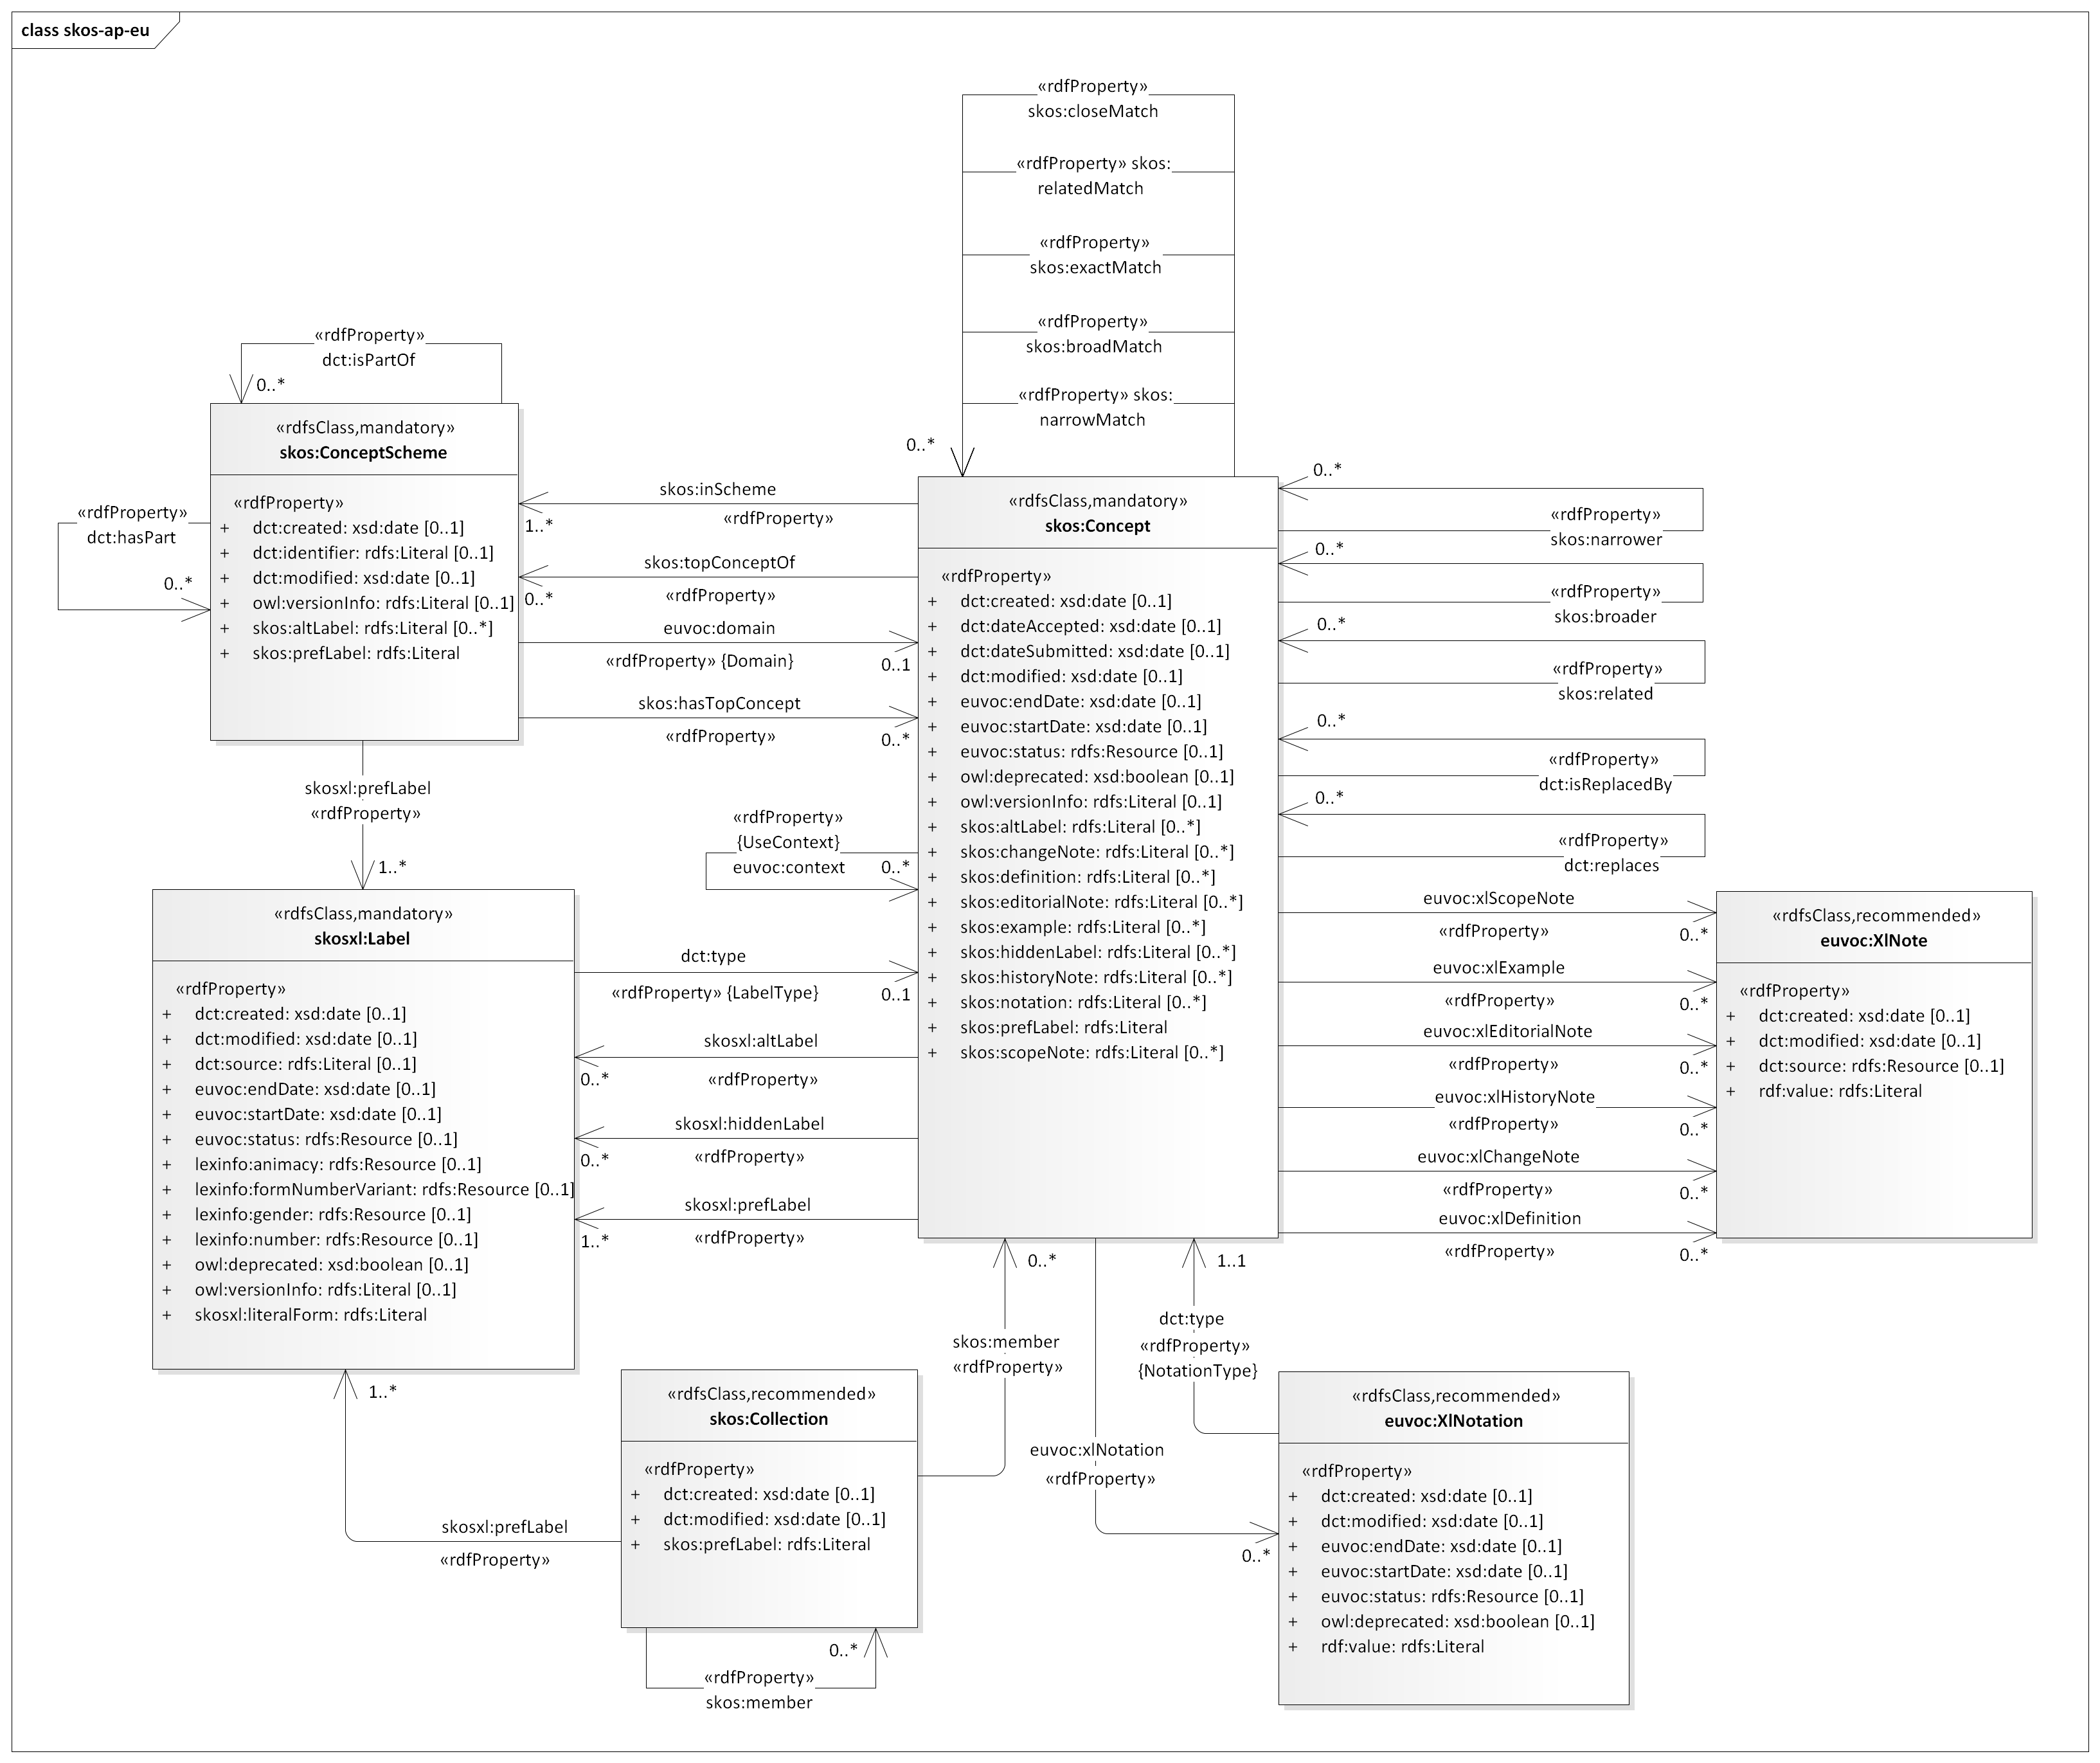 class skos-ap-eu
«rdfProperty»
skos:closeMatch
«rdfProperty» skos:
relatedMatch
«rdfProperty»
skos:exactMatch
«rdfProperty»
skos:broadMatch
«rdfProperty» skos:
narrowMatch
0..*
«rdfProperty»
dct:isPartOf
0..*
«rdfsClass,mandatory»
skos:ConceptScheme
«rdfProperty»
+ dct:created: xsd:date [0..1]
+ dct:identifier: rdfs:Literal [0..1]
+ dct:modified: xsd:date [0..1]
+ owl:versionInfo: rdfs:Literal [0..1]
+ skos:altLabel: rdfs:Literal [0..*]
+ skos:prefLabel: rdfs:Literal
«rdfProperty»
dct:hasPart
0..*
skos:inScheme
«rdfProperty»
1..*
skos:topConceptOf
«rdfProperty»
0..*
euvoc:domain
«rdfProperty» {Domain}
0..1
skos:hasTopConcept
«rdfProperty»
0..*
«rdfsClass,mandatory»
skos:Concept
«rdfProperty»
+ dct:created: xsd:date [0..1]
+ dct:dateAccepted: xsd:date [0..1]
+ dct:dateSubmitted: xsd:date [0..1]
+ dct:modified: xsd:date [0..1]
+ euvoc:endDate: xsd:date [0..1]
+ euvoc:startDate: xsd:date [0..1]
+ euvoc:status: rdfs:Resource [0..1]
+ owl:deprecated: xsd:boolean [0..1]
+ owl:versionInfo: rdfs:Literal [0..1]
+ skos:altLabel: rdfs:Literal [0..*]
+ skos:changeNote: rdfs:Literal [0..*]
+ skos:definition: rdfs:Literal [0..*]
+ skos:editorialNote: rdfs:Literal [0..*]
+ skos:example: rdfs:Literal [0..*]
+ skos:hiddenLabel: rdfs:Literal [0..*]
+ skos:historyNote: rdfs:Literal [0..*]
+ skos:notation: rdfs:Literal [0..*]
+ skos:prefLabel: rdfs:Literal
+ skos:scopeNote: rdfs:Literal [0..*]
0..*
«rdfProperty»
skos:narrower
0..*
«rdfProperty»
skos:broader
0..*
«rdfProperty»
skos:related
0..*
«rdfProperty»
dct:isReplacedBy
0..*
«rdfProperty»
dct:replaces
skosxl:prefLabel
«rdfProperty»
1..*
«rdfProperty»
{UseContext}
euvoc:context
0..*
«rdfsClass,mandatory»
skosxl:Label
«rdfProperty»
+ dct:created: xsd:date [0..1]
+ dct:modified: xsd:date [0..1]
+ dct:source: rdfs:Literal [0..1]
+ euvoc:endDate: xsd:date [0..1]
+ euvoc:startDate: xsd:date [0..1]
+ euvoc:status: rdfs:Resource [0..1]
+ lexinfo:animacy: rdfs:Resource [0..1]
+ lexinfo:formNumberVariant: rdfs:Resource [0..1]
+ lexinfo:gender: rdfs:Resource [0..1]
+ lexinfo:number: rdfs:Resource [0..1]
+ owl:deprecated: xsd:boolean [0..1]
+ owl:versionInfo: rdfs:Literal [0..1]
+ skosxl:literalForm: rdfs:Literal
dct:type
«rdfProperty» {LabelType}
0..1
skosxl:altLabel
«rdfProperty»
0..*
skosxl:hiddenLabel
«rdfProperty»
0..*
skosxl:prefLabel
«rdfProperty»
1..*
euvoc:xlScopeNote
«rdfProperty»
0..*
euvoc:xlExample
«rdfProperty»
0..*
euvoc:xlEditorialNote
«rdfProperty»
0..*
euvoc:xlHistoryNote
«rdfProperty»
0..*
euvoc:xlChangeNote
«rdfProperty»
0..*
euvoc:xlDefinition
«rdfProperty»
0..*
«rdfsClass,recommended»
euvoc:XlNote
«rdfProperty»
+ dct:created: xsd:date [0..1]
+ dct:modified: xsd:date [0..1]
+ dct:source: rdfs:Resource [0..1]
+ rdf:value: rdfs:Literal
0..*
skos:member
«rdfProperty»
1..1
dct:type
«rdfProperty»
{NotationType}
euvoc:xlNotation
«rdfProperty»
0..*
1..*
skosxl:prefLabel
«rdfProperty»
«rdfsClass,recommended»
skos:Collection
«rdfProperty»
+ dct:created: xsd:date [0..1]
+ dct:modified: xsd:date [0..1]
+ skos:prefLabel: rdfs:Literal
0..*
«rdfProperty»
skos:member
«rdfsClass,recommended»
euvoc:XlNotation
«rdfProperty»
+ dct:created: xsd:date [0..1]
+ dct:modified: xsd:date [0..1]
+ euvoc:endDate: xsd:date [0..1]
+ euvoc:startDate: xsd:date [0..1]
+ euvoc:status: rdfs:Resource [0..1]
+ owl:deprecated: xsd:boolean [0..1]
+ rdf:value: rdfs:Literal